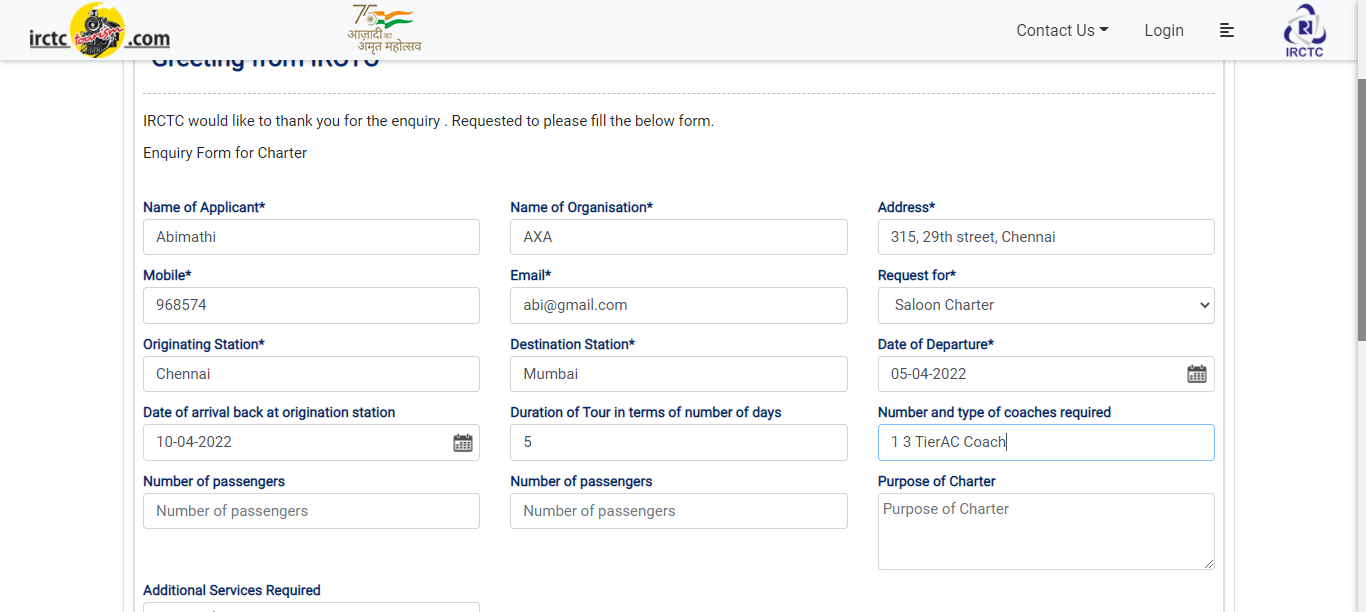 irctc tourism .com
75
आज़ादी का
अमृत महोत्सव
Contact Us
Login
IRCTC
Greeting from IRCTC
IRCTC would like to thank you for the enquiry . Requested to please fill the below form.
Enquiry Form for Charter
Name of Applicant* Name of Organisation* Address*
Abimathi AXA 315, 29th street, Chennai
Mobile* Email* Request for*
968574 abi@gmail.com Saloon Charter
Originating Station* Destination Station* Date of Departure*
Chennai Mumbai 05-04-2022
Date of arrival back at origination station Duration of Tour in terms of number of days Number and type of coaches required
10-04-2022 5 1 3 TierAC Coach
Number of passengers Number of passengers Purpose of Charter
Number of passengers Number of passengers Purpose of Charter
Additional Services Required